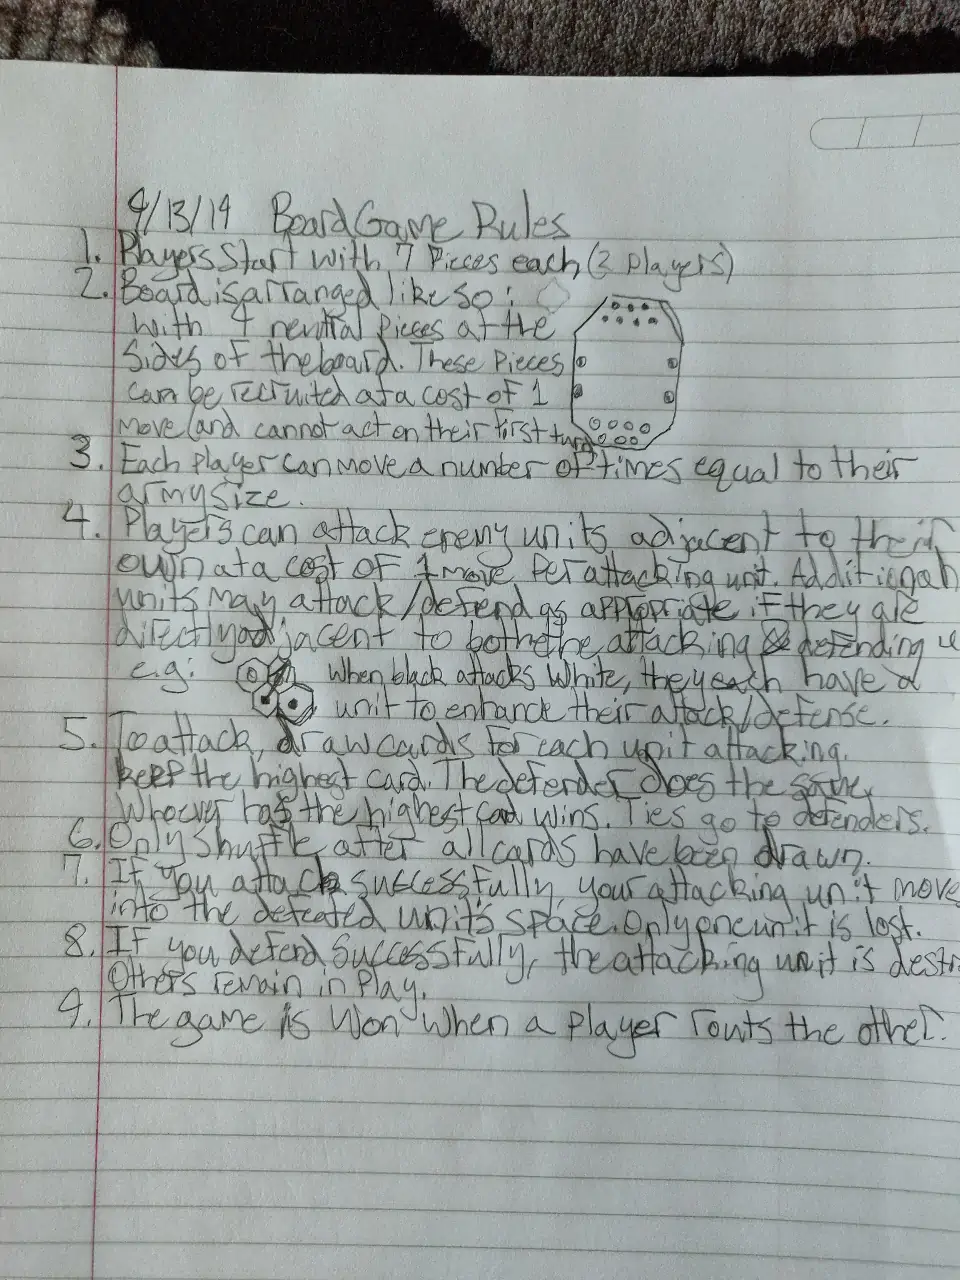 9/13/19 Board Game Rules
1. Players start with 7 pieces each (2 players)
2. Board is arranged like so:
with 4 neutral pieces at the
sides of the board. These pieces
can be recruited at a cost of 1
move (and cannot act on their first turn)
3. Each player can move a number of times equal to their
army size.
4. Players can attack enemy units adjacent to their
own at a cost of 1 move per attacking unit. Additional
units may attack/defend as appropriate if they are
directly adjacent to both the attacking & defending u
e.g: When black attacks white, they each have a
unit to enhance their attack/defense.
5. To attack, draw cards for each unit attacking.
keep the highest card. The defender does the same.
Whoever has the highest card wins. Ties go to defenders.
6. Only shuffle after all cards have been drawn.
7. If you attack successfully, your attacking unit move
into the defeated unit's space. Only one unit is lost.
8. If you defend successfully, the attacking unit is destr
Others remain in play.
9. The game is won when a player routs the other.